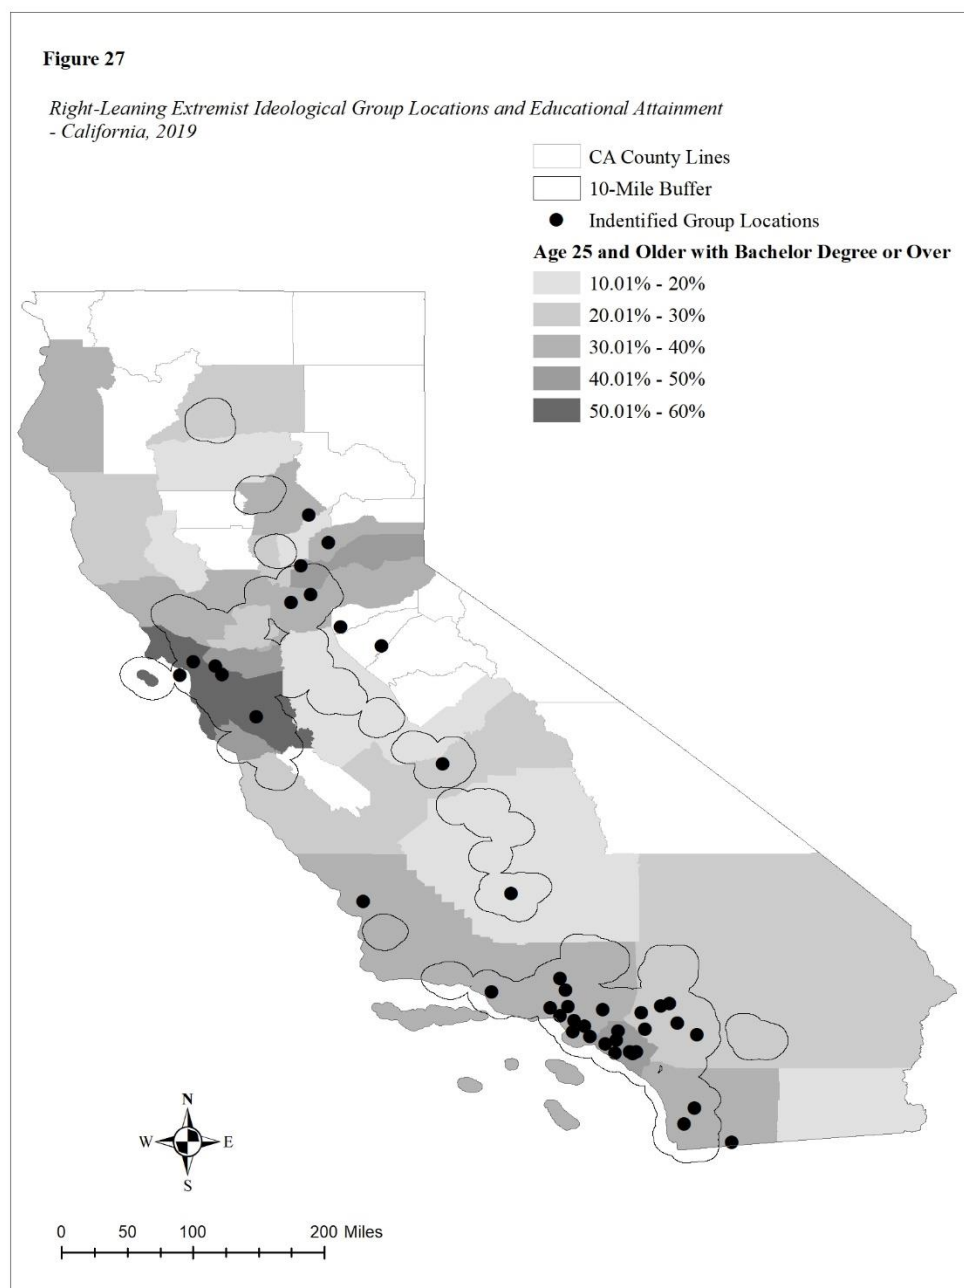 Figure 27
Right-Leaning Extremist Ideological Group Locations and Educational Attainment
- California, 2019
CA County Lines
10-Mile Buffer
Indentified Group Locations
Age 25 and Older with Bachelor Degree or Over
10.01% - 20%
20.01% - 30%
30.01% - 40%
40.01% - 50%
50.01% - 60%
N
W E
S
0 50 100 200 Miles